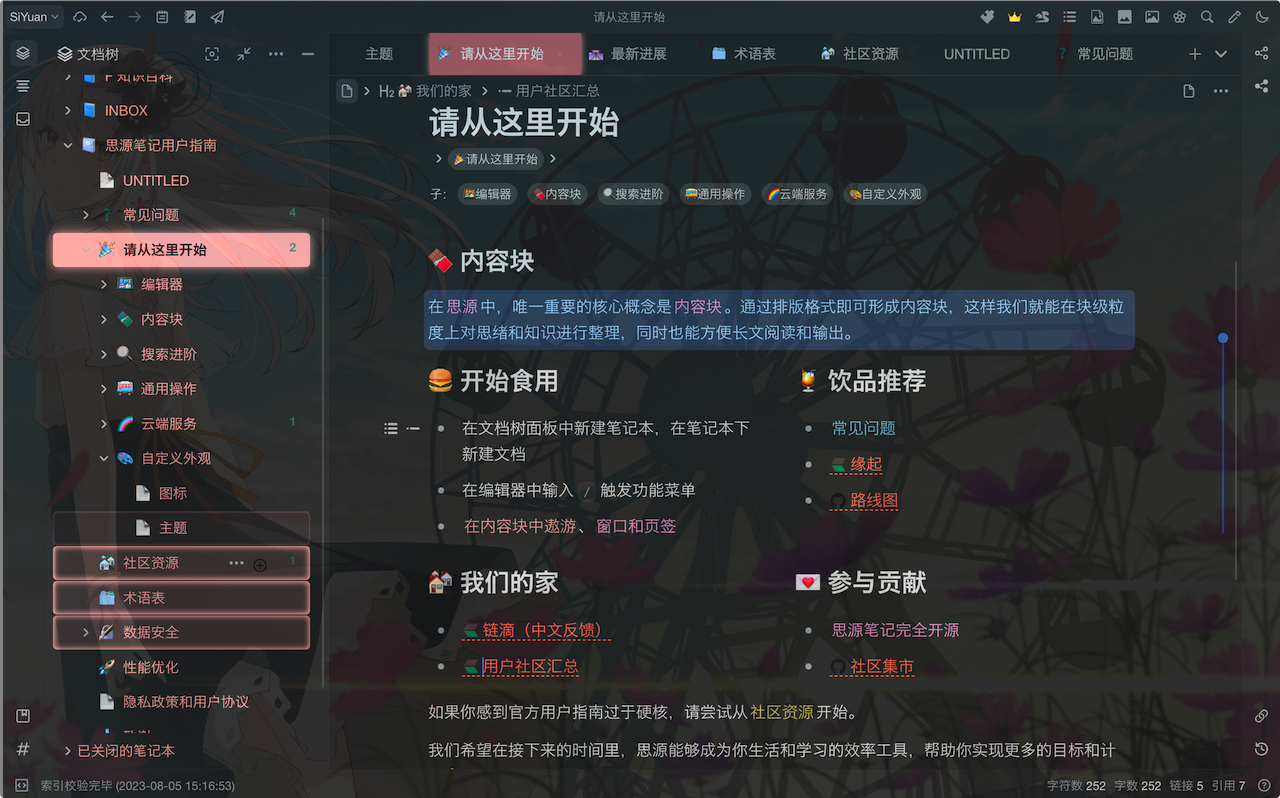 SiYuan
请从这里开始
文档树
主题
请从这里开始
最新进展
术语表
社区资源
UNTITLED
常见问题
INBOX
思源笔记用户指南
UNTITLED
常见问题 4
请从这里开始 2
编辑器
内容块
搜索进阶
通用操作
云端服务 1
自定义外观
图标
主题
社区资源 1
术语表
数据安全
性能优化
隐私政策和用户协议
已关闭的笔记本
索引校验完毕 (2023-08-05 15:16:53)
H2 我们的家 用户社区汇总
请从这里开始
请从这里开始
子: 编辑器 内容块 搜索进阶 通用操作 云端服务 自定义外观
内容块
在 思源 中，唯一重要的核心概念是 内容块 。通过排版格式即可形成内容块，这样我们就能在块级粒
度上对思绪和知识进行整理，同时也能方便长文阅读和输出。
开始食用
在文档树面板中新建笔记本，在笔记本下
新建文档
在编辑器中输入 / 触发功能菜单
在内容块中遨游、窗口和页签
饮品推荐
常见问题
缘起
路线图
我们的家
链滴（中文反馈）
用户社区汇总
参与贡献
思源笔记完全开源
社区集市
如果你感到官方用户指南过于硬核，请尝试从 社区资源 开始。
我们希望在接下来的时间里，思源能够成为你生活和学习的效率工具，帮助你实现更多的目标和计
字符数 252 字数 252 链接 5 引用 7